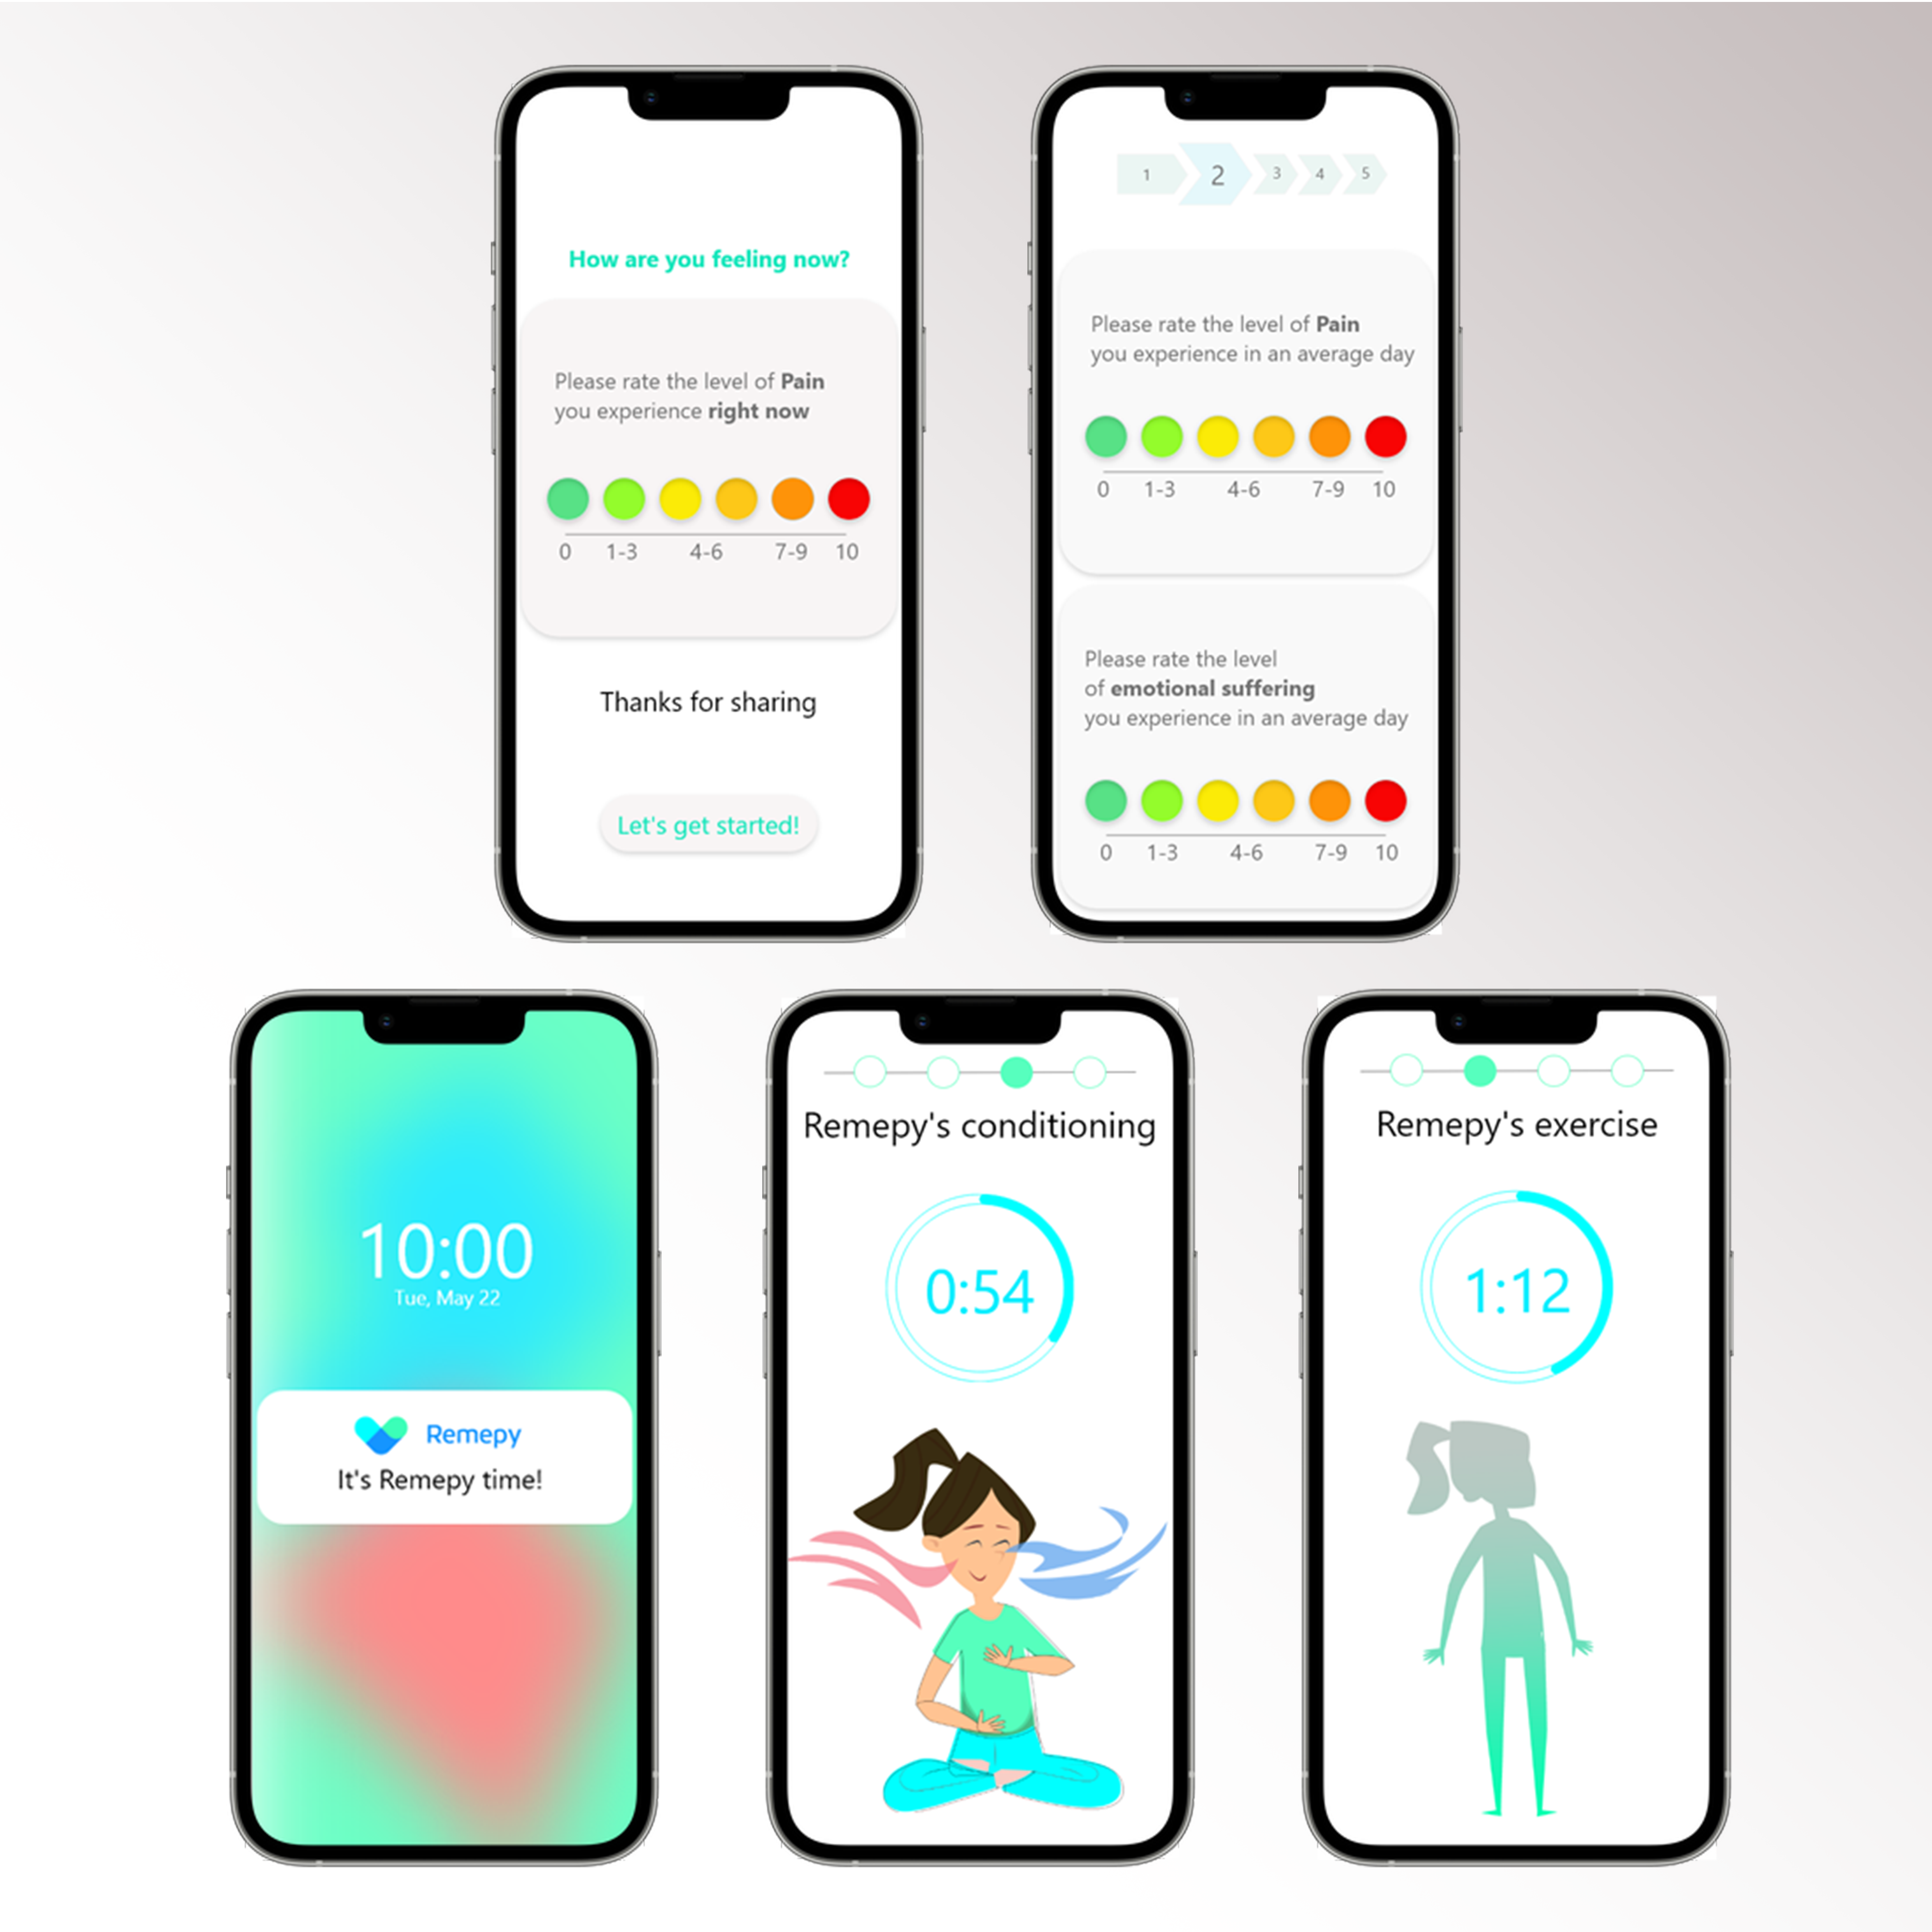 How are you feeling now?
Please rate the level of Pain
you experience right now
0 1-3 4-6 7-9 10
Thanks for sharing
Let's get started!
1 2 3 4 5
Please rate the level of Pain
you experience in an average day
0 1-3 4-6 7-9 10
Please rate the level
of emotional suffering
you experience in an average day
0 1-3 4-6 7-9 10
10:00
Tue, May 22
Remepy
It's Remepy time!
Remepy's conditioning
0:54
Remepy's exercise
1:12